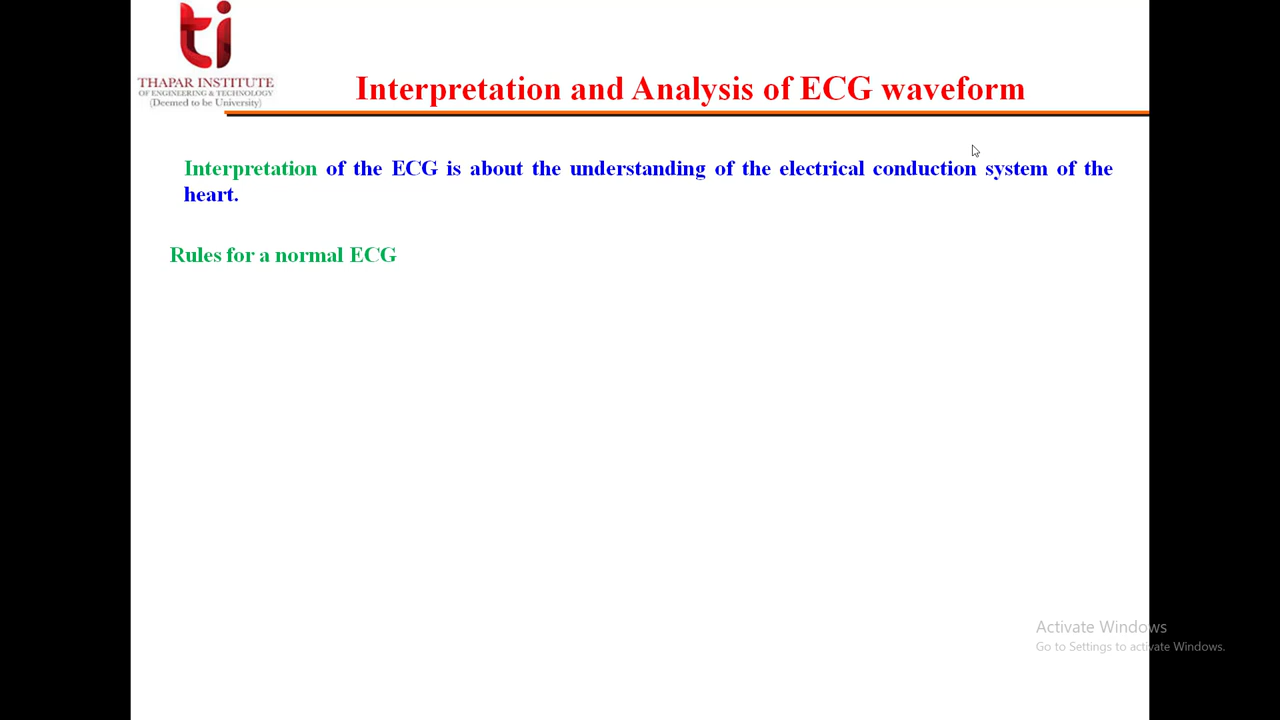 ti
THAPAR INSTITUTE
OF ENGINEERING & TECHNOLOGY
(Deemed to be University)
Interpretation and Analysis of ECG waveform
Interpretation of the ECG is about the understanding of the electrical conduction system of the
heart.
Rules for a normal ECG
Activate Windows
Go to Settings to activate Windows.